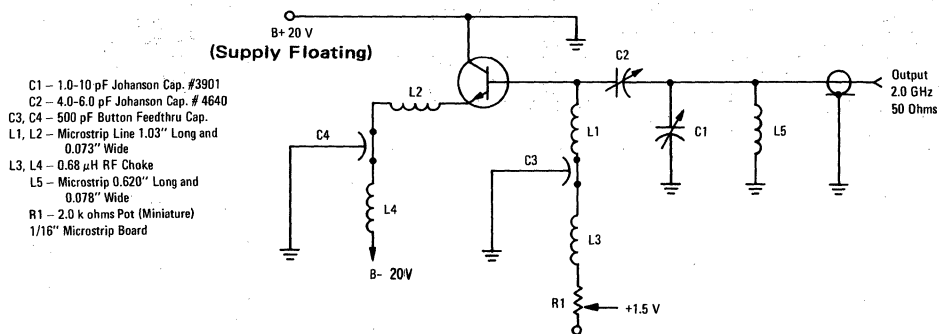 B+ 20 V
(Supply Floating)
C1 – 1.0-10 pF Johanson Cap. #3901
C2 – 4.0-6.0 pF Johanson Cap. # 4640
C3, C4 – 500 pF Button Feedthru Cap.
L1, L2 – Microstrip Line 1.03" Long and
0.073" Wide
L3, L4 – 0.68 μH RF Choke
L5 – Microstrip 0.620" Long and
0.078" Wide
R1 – 2.0 k ohms Pot (Miniature)
1/16" Microstrip Board
C2
Output
2.0 GHz
50 Ohms
L2
L1
C1
L5
C4
C3
L4
L3
B- 20V
R1
+1.5 V